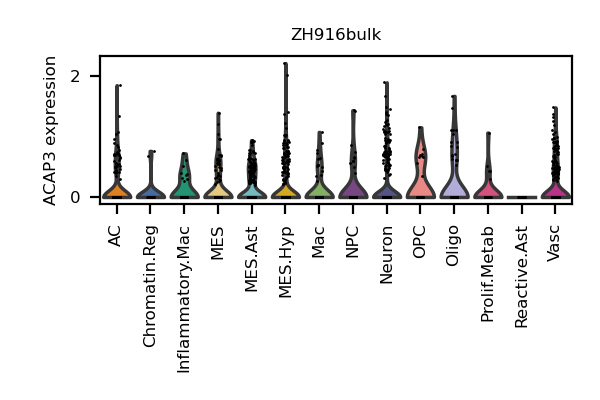 ZH916bulk
ACAP3 expression
2
0
AC
Chromatin.Reg
Inflammatory.Mac
MES
MES.Ast
MES.Hyp
Mac
NPC
Neuron
OPC
Oligo
Prolif.Metab
Reactive.Ast
Vasc